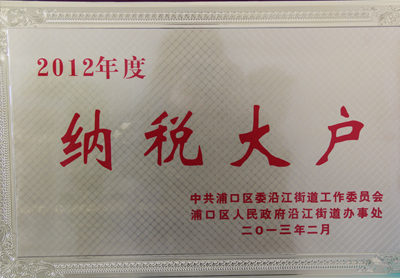 2012年度
纳税大户
中共浦口区委沿江街道工作委员会
浦口区人民政府沿江街道办事处
二〇一三年二月